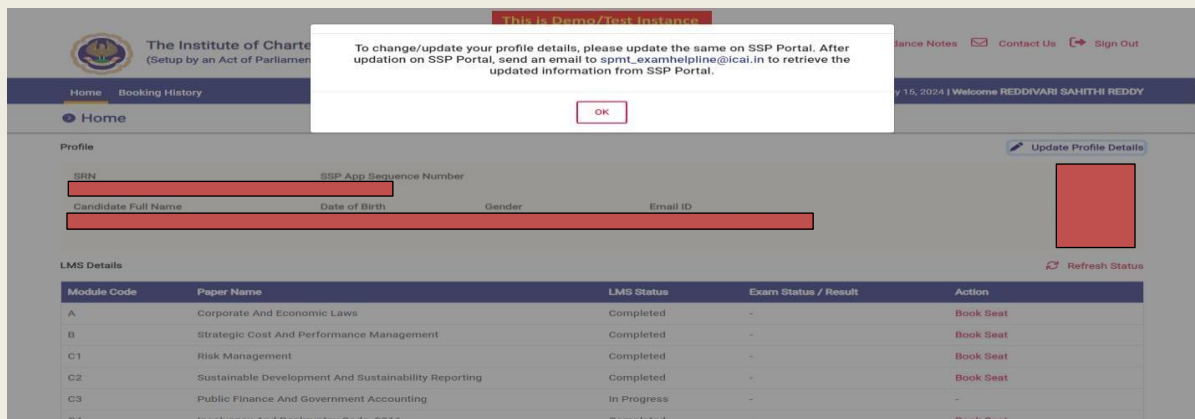 This is Demo/Test Instance
The Institute of Charte
(Setup by an Act of Parliamen
dance Notes Contact Us Sign Out
To change/update your profile details, please update the same on SSP Portal. After
updation on SSP Portal, send an email to spmt_examhelpline@icai.in to retrieve the
updated information from SSP Portal.
OK
Home Booking History
y 15, 2024 | Welcome REDDIVARI SAHITHI REDDY
Home
Profile
Update Profile Details
SRN SSP App Sequence Number
Candidate Full Name Date of Birth Gender Email ID
LMS Details
Refresh Status
Module Code Paper Name LMS Status Exam Status / Result Action
A Corporate And Economic Laws Completed - Book Seat
B Strategic Cost And Performance Management Completed - Book Seat
C1 Risk Management Completed - Book Seat
C2 Sustainable Development And Sustainability Reporting Completed - Book Seat
C3 Public Finance And Government Accounting In Progress - -